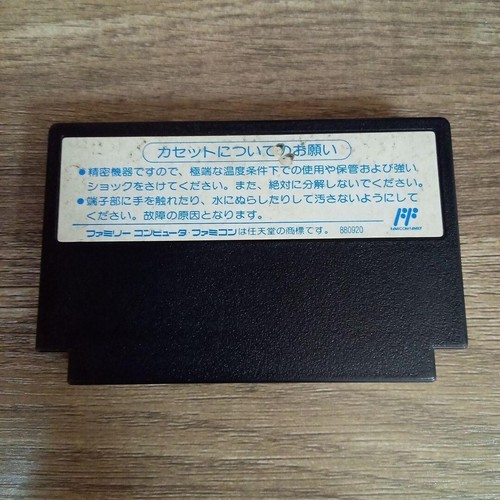 カセットについてのお願い
●精密機器ですので、極端な温度条件下での使用や保管および強い
ショックをさけてください。また、絶対に分解しないでください。
●端子部に手を触れたり、水にぬらしたりして汚さないようにして
ください。故障の原因となります。
ファミリーコンピュータ・ファミコンは任天堂の商標です。 880920